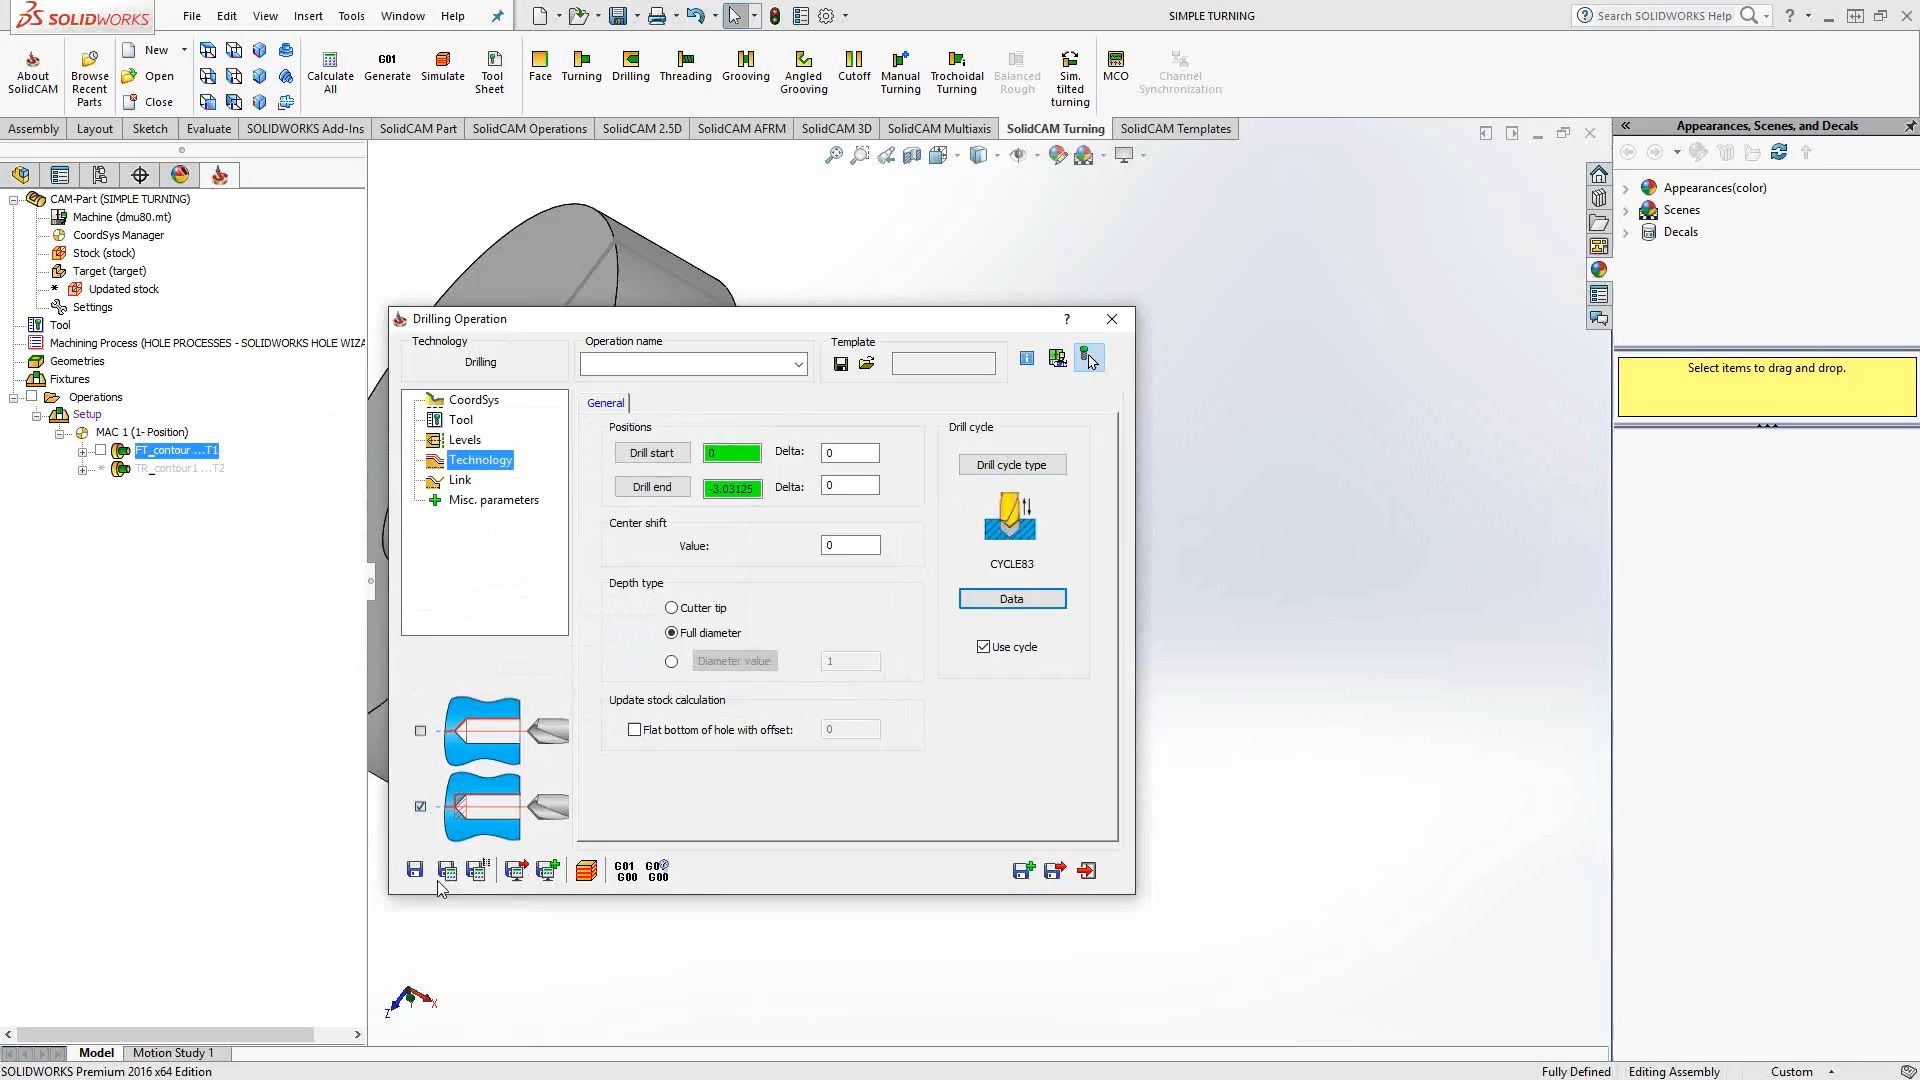 SOLIDWORKS
File Edit View Insert Tools Window Help
SIMPLE TURNING
Search SOLIDWORKS Help
About SolidCAM
Browse Recent Parts
New
Open
Close
Calculate All
G01 Generate
Simulate
Tool Sheet
Face
Turning
Drilling
Threading
Grooving
Angled Grooving
Cutoff
Manual Turning
Trochoidal Turning
Balanced Rough
Sim. tilted turning
MCO
Channel Synchronization
Assembly Layout Sketch Evaluate SOLIDWORKS Add-Ins SolidCAM Part SolidCAM Operations SolidCAM 2.5D SolidCAM AFRM SolidCAM 3D SolidCAM Multiaxis SolidCAM Turning SolidCAM Templates
CAM-Part (SIMPLE TURNING)
Machine (dmu80.mt)
CoordSys Manager
Stock (stock)
Target (target)
* Updated stock
Settings
Tool
Machining Process (HOLE PROCESSES - SOLIDWORKS HOLE WIZA
Geometries
Fixtures
Operations
Setup
MAC 1 (1- Position)
FT_contour ...T1
* TR_contour1 ...T2
Drilling Operation
?
Technology
Drilling
Operation name
Template
CoordSys
Tool
Levels
Technology
Link
Misc. parameters
General
Positions
Drill start 0 Delta: 0
Drill end -3.03125 Delta: 0
Center shift
Value: 0
Depth type
Cutter tip
Full diameter
Diameter value 1
Update stock calculation
Flat bottom of hole with offset: 0
Drill cycle
Drill cycle type
CYCLE83
Data
Use cycle
G01 G00
G00 G00
Z X
Appearances, Scenes, and Decals
Appearances(color)
Scenes
Decals
Select items to drag and drop.
Model Motion Study 1
SOLIDWORKS Premium 2016 x64 Edition
Fully Defined Editing Assembly Custom